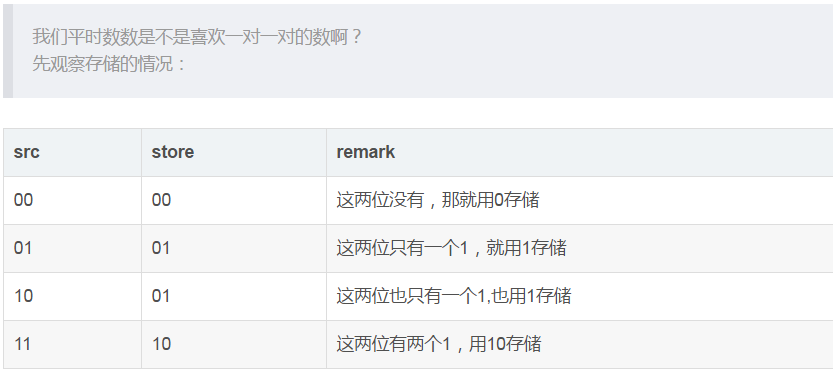 我们平时数数是不是喜欢一对一对的数啊？
先观察存储的情况：
src store remark
00 00 这两位没有，那就用0存储
01 01 这两位只有一个1，就用1存储
10 01 这两位也只有一个1,也用1存储
11 10 这两位有两个1，用10存储